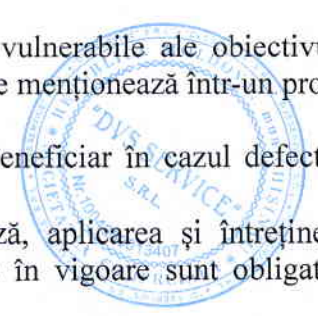 vulnerabile ale obiectivu
e menționează într-un pro
eneficiar în cazul defect
ză, aplicarea și întreține
în vigoare sunt obligat
"DVS SERVICE"
S.R.L.